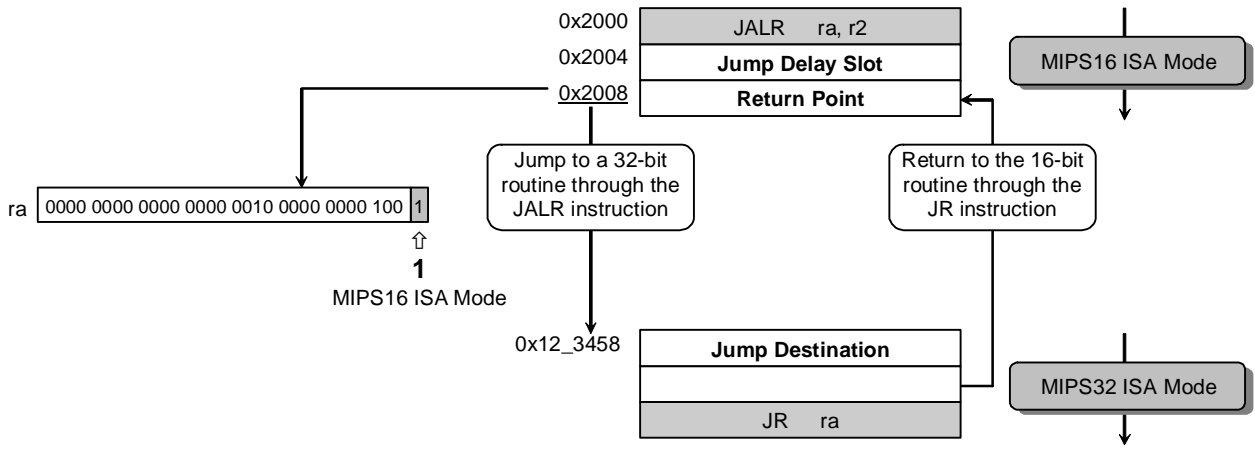 0x2000
JALR ra, r2
0x2004
Jump Delay Slot
MIPS16 ISA Mode
0x2008
Return Point
Jump to a 32-bit
routine through the
JALR instruction
Return to the 16-bit
routine through the
JR instruction
ra 0000 0000 0000 0000 0010 0000 0000 100 1
1
MIPS16 ISA Mode
0x12_3458
Jump Destination
MIPS32 ISA Mode
JR ra